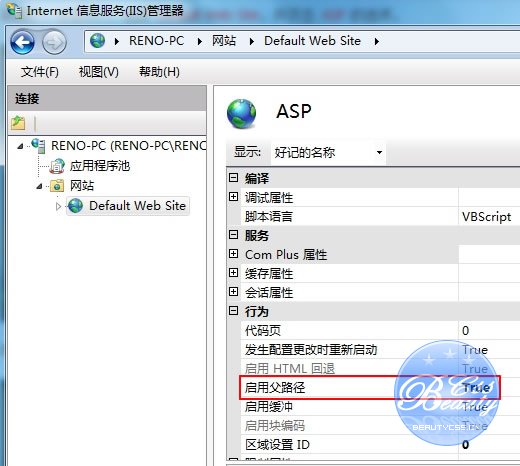 Internet 信息服务(IIS)管理器
RENO-PC 网站 Default Web Site
文件(F) 视图(V) 帮助(H)
连接
RENO-PC (RENO-PC\RENO
应用程序池
网站
Default Web Site
ASP
显示: 好记的名称
编译
调试属性
脚本语言 VBScript
服务
Com Plus 属性
缓存属性
会话属性
行为
代码页 0
发生配置更改时重新启动 True
启用 HTML 回退 True
启用父路径 True
启用缓冲 True
启用块编码 True
区域设置 ID 0